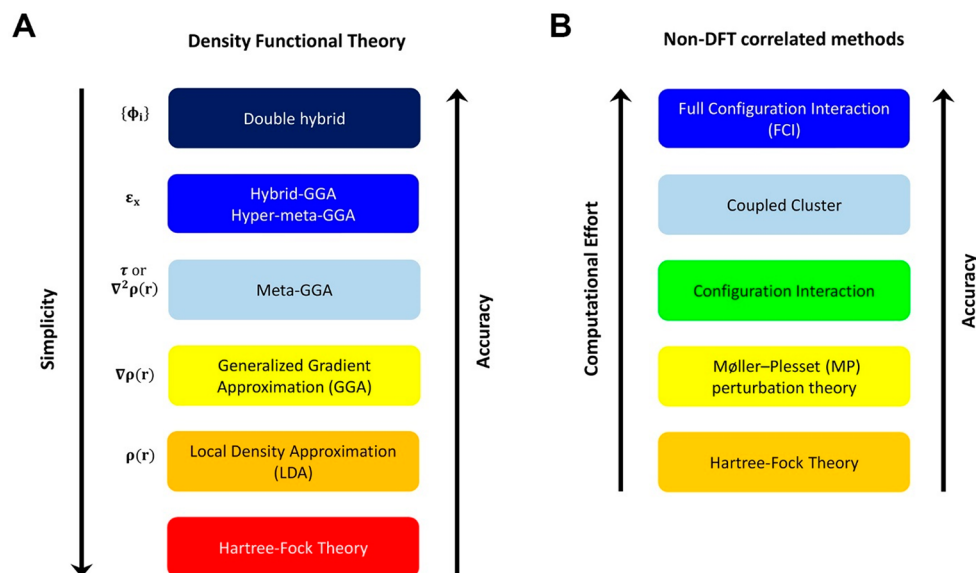 A
Density Functional Theory
{ϕᵢ}
Double hybrid
εₓ
Hybrid-GGA
Hyper-meta-GGA
τ or
∇²ρ(r)
Meta-GGA
∇ρ(r)
Generalized Gradient
Approximation (GGA)
ρ(r)
Local Density Approximation
(LDA)
Hartree-Fock Theory
Simplicity
Accuracy
B
Non-DFT correlated methods
Full Configuration Interaction
(FCI)
Coupled Cluster
Configuration Interaction
Møller–Plesset (MP)
perturbation theory
Hartree-Fock Theory
Computational Effort
Accuracy